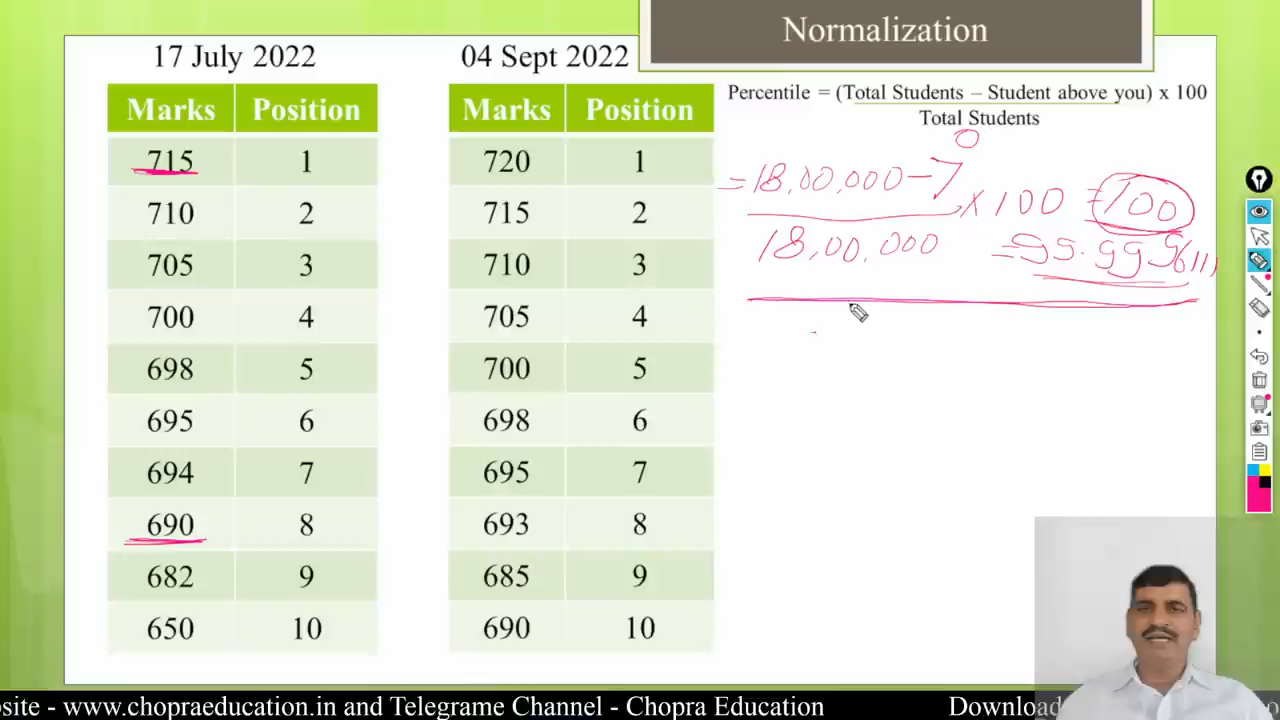 Normalization
17 July 2022
Marks Position
715 1
710 2
705 3
700 4
698 5
695 6
694 7
690 8
682 9
650 10
04 Sept 2022
Marks Position
720 1
715 2
710 3
705 4
700 5
698 6
695 7
693 8
685 9
690 10
Percentile = (Total Students – Student above you) x 100
Total Students
0
= 18,00,000 - 7 x 100 = 100
18,00,000 = 99.999611
site - www.chopraeducation.in and Telegrame Channel - Chopra Education Download